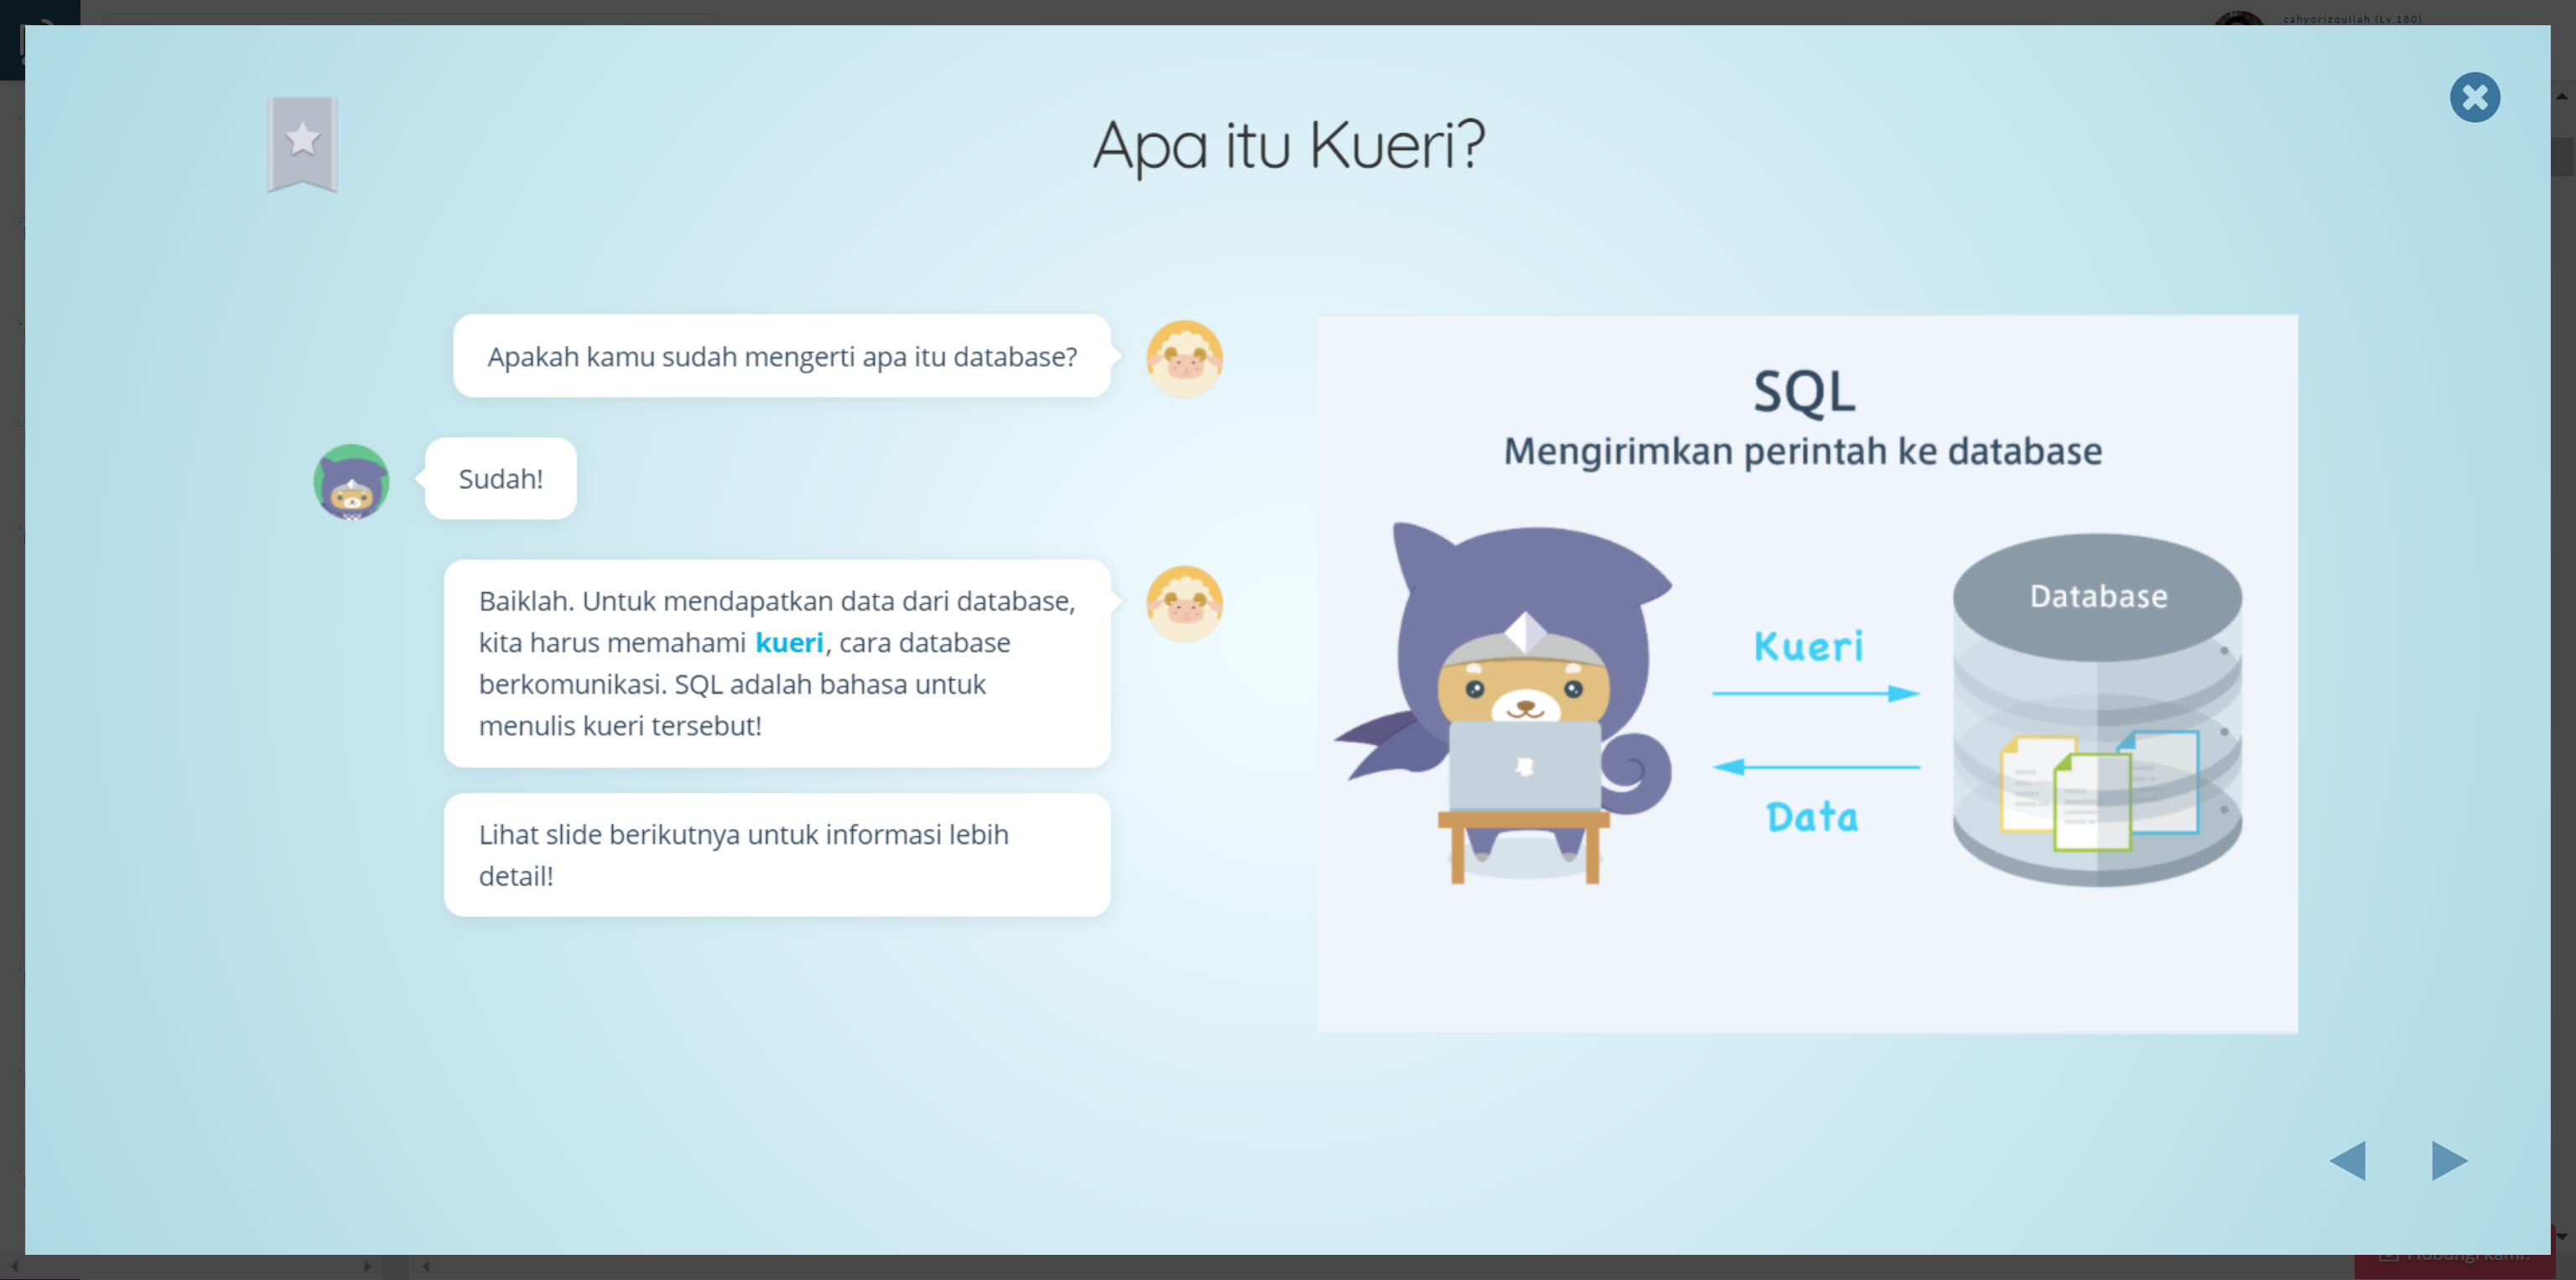 cahyorizqullah (Lv.180)
Apa itu Kueri?
Apakah kamu sudah mengerti apa itu database?
Sudah!
Baiklah. Untuk mendapatkan data dari database,
kita harus memahami kueri, cara database
berkomunikasi. SQL adalah bahasa untuk
menulis kueri tersebut!
Lihat slide berikutnya untuk informasi lebih
detail!
SQL
Mengirimkan perintah ke database
Database
Kueri
Data
Hubungi kami!